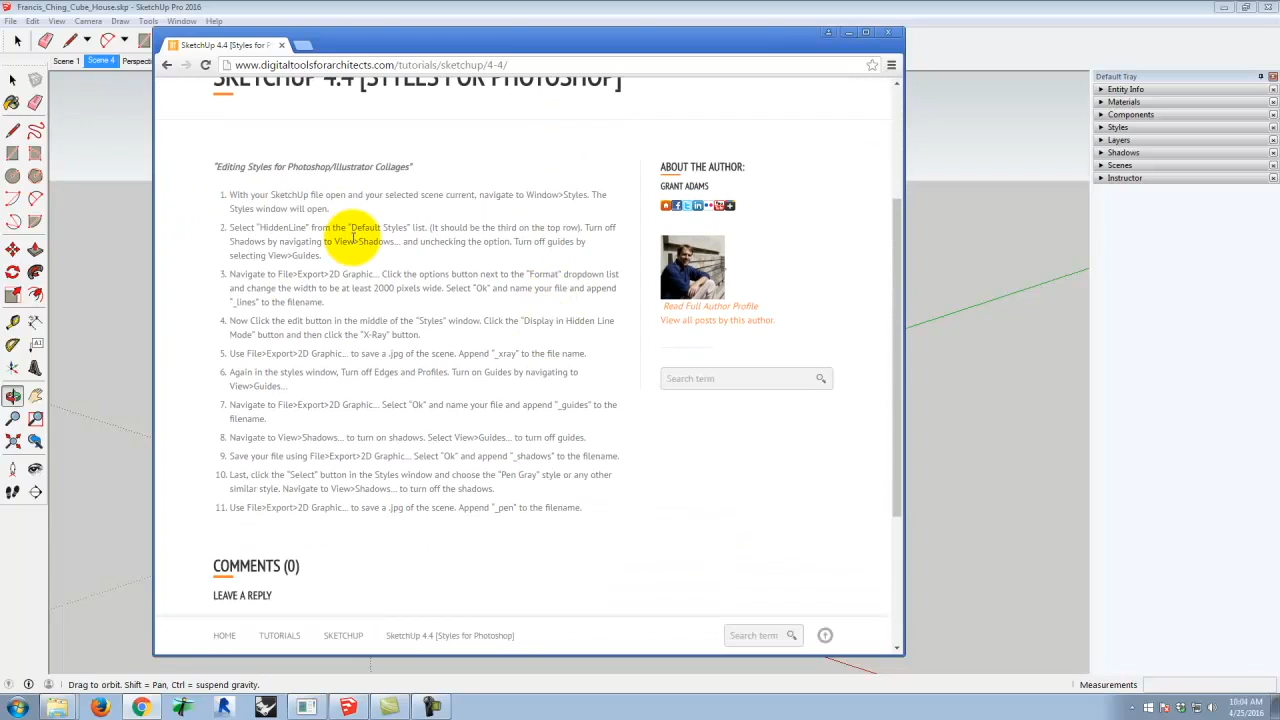 Francis_Ching_Cube_House.skp - SketchUp Pro 2016
File Edit View Camera Draw Tools Window Help
Scene 1 Scene 4 Perspecti
SketchUp 4.4 [Styles for P
www.digitaltoolsforarchitects.com/tutorials/sketchup/4-4/
SKETCHUP 4.4 [STYLES FOR PHOTOSHOP]
"Editing Styles for Photoshop/Illustrator Collages"
1. With your SketchUp file open and your selected scene current, navigate to Window>Styles. The
Styles window will open.
2. Select "HiddenLine" from the "Default Styles" list. (It should be the third on the top row). Turn off
Shadows by navigating to View>Shadows... and unchecking the option. Turn off guides by
selecting View>Guides.
3. Navigate to File>Export>2D Graphic... Click the options button next to the "Format" dropdown list
and change the width to be at least 2000 pixels wide. Select "Ok" and name your file and append
"_lines" to the filename.
4. Now Click the edit button in the middle of the "Styles" window. Click the "Display in Hidden Line
Mode" button and then click the "X-Ray" button.
5. Use File>Export>2D Graphic... to save a .jpg of the scene. Append "_xray" to the file name.
6. Again in the styles window, Turn off Edges and Profiles. Turn on Guides by navigating to
View>Guides...
7. Navigate to File>Export>2D Graphic... Select "Ok" and name your file and append "_guides" to the
filename.
8. Navigate to View>Shadows... to turn on shadows. Select View>Guides... to turn off guides.
9. Save your file using File>Export>2D Graphic... Select "Ok" and append "_shadows" to the filename.
10. Last, click the "Select" button in the Styles window and choose the "Pen Gray" style or any other
similar style. Navigate to View>Shadows... to turn off the shadows.
11. Use File>Export>2D Graphic... to save a .jpg of the scene. Append "_pen" to the filename.
ABOUT THE AUTHOR:
GRANT ADAMS
Read Full Author Profile
View all posts by this author.
Search term
COMMENTS (0)
LEAVE A REPLY
HOME TUTORIALS SKETCHUP SketchUp 4.4 [Styles for Photoshop]
Search term
Default Tray
Entity Info
Materials
Components
Styles
Layers
Shadows
Scenes
Instructor
Drag to orbit. Shift = Pan, Ctrl = suspend gravity.
Measurements
10:04 AM
4/25/2016